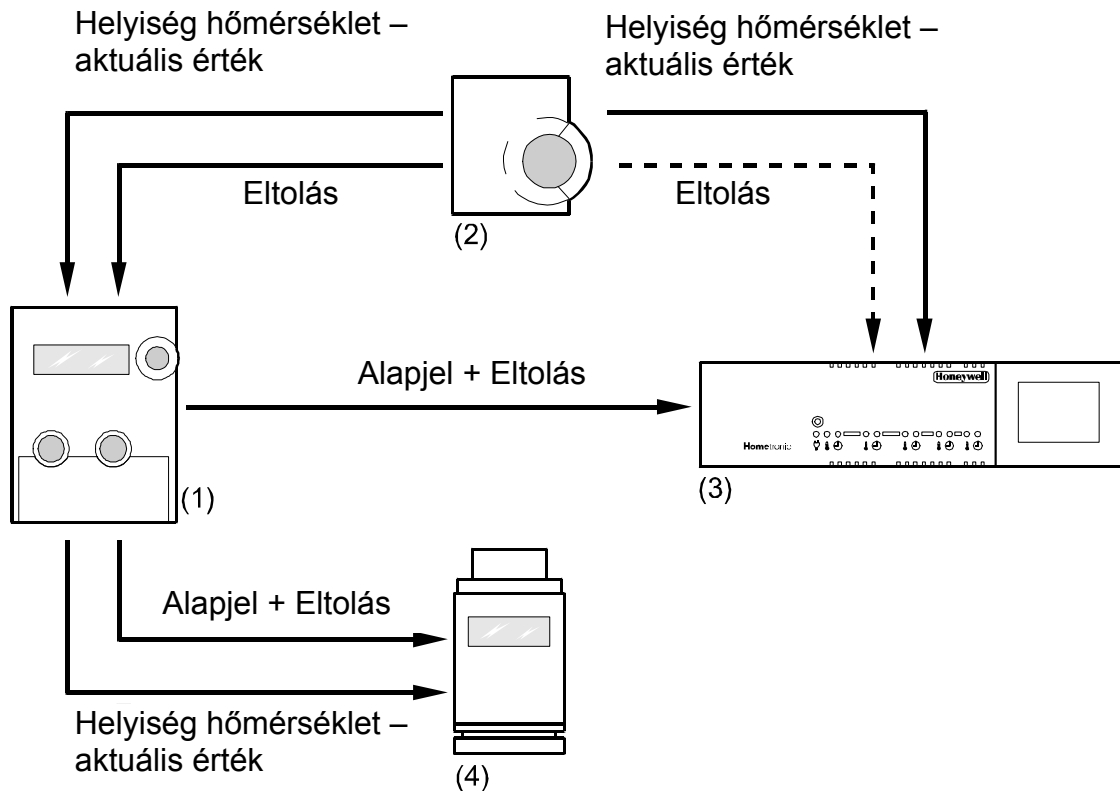 Helyiség hőmérséklet –
aktuális érték
Helyiség hőmérséklet –
aktuális érték
Eltolás
Eltolás
(2)
Alapjel + Eltolás
Honeywell
Hometronic
(1)
(3)
Alapjel + Eltolás
Helyiség hőmérséklet –
aktuális érték
(4)